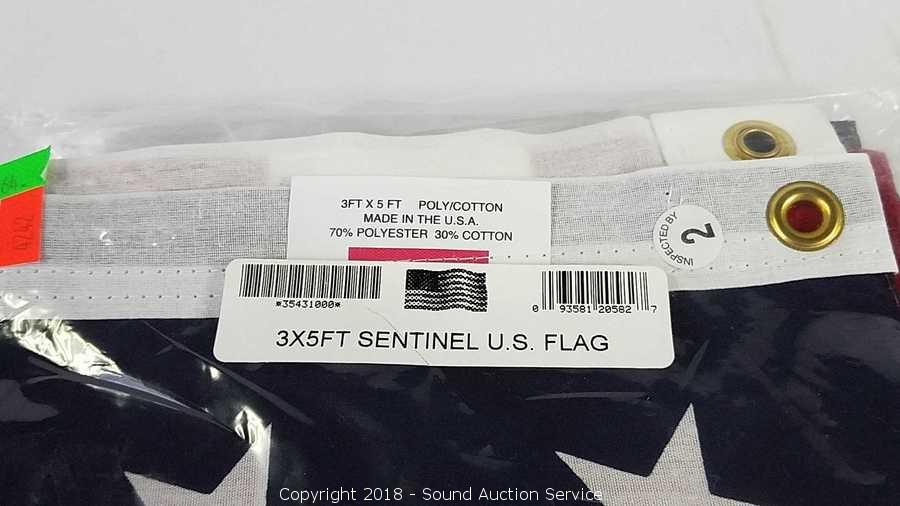 3FT X 5 FT POLY/COTTON
MADE IN THE U.S.A.
70% POLYESTER 30% COTTON
INSPECTED BY
2
*35431000*
0 93581 20582 7
3X5FT SENTINEL U.S. FLAG
Copyright 2018 - Sound Auction Service